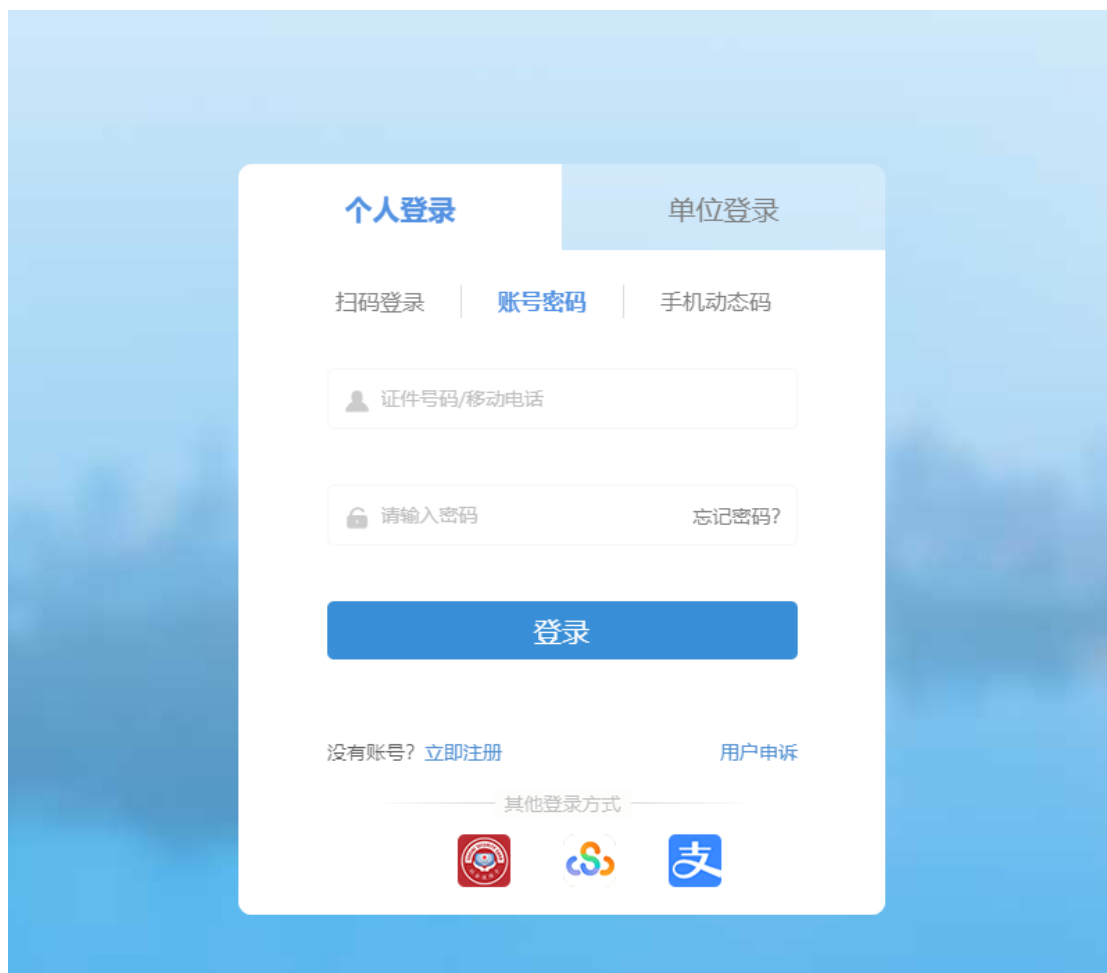 个人登录
单位登录
扫码登录
账号密码
手机动态码
证件号码/移动电话
请输入密码
忘记密码?
登录
没有账号? 立即注册
用户申诉
其他登录方式
支